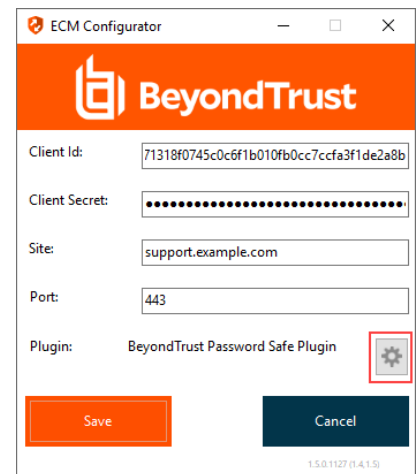 ECM Configurator
BeyondTrust
Client Id:
71318f0745c0c6f1b010fb0cc7ccfa3f1de2a8b
Client Secret:
●●●●●●●●●●●●●●●●●●●●●●●●●●●●●●●●●
Site:
support.example.com
Port:
443
Plugin:
BeyondTrust Password Safe Plugin
Save
Cancel
1.5.0.1127 (1.4,1.5)